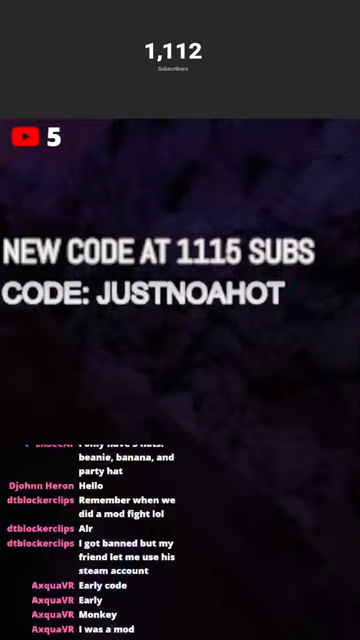 1,112
Subscribers
5
NEW CODE AT 1115 SUBS
CODE: JUSTNOAHOT
beanie, banana, and
party hat
Djohnn Heron Hello
dtblockerclips Remember when we
did a mod fight lol
dtblockerclips Alr
dtblockerclips I got banned but my
friend let me use his
steam account
AxquaVR Early code
AxquaVR Early
AxquaVR Monkey
AxquaVR I was a mod